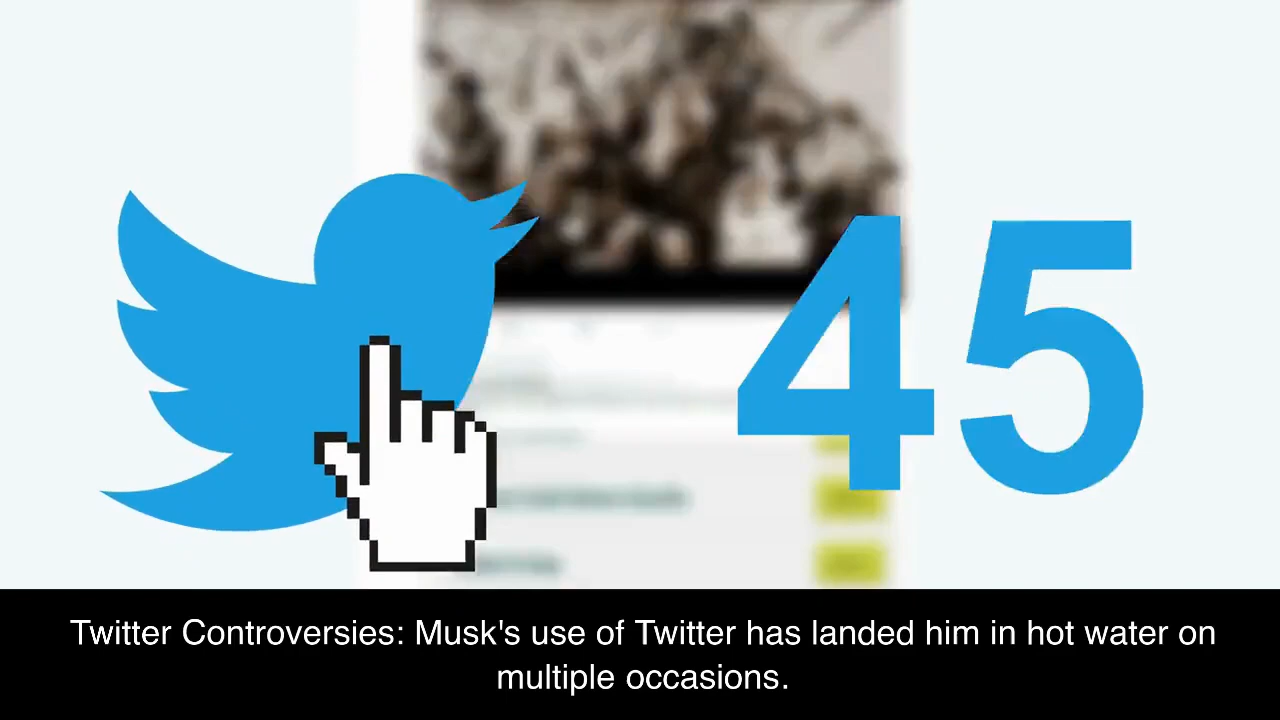 45
Twitter Controversies: Musk's use of Twitter has landed him in hot water on
multiple occasions.